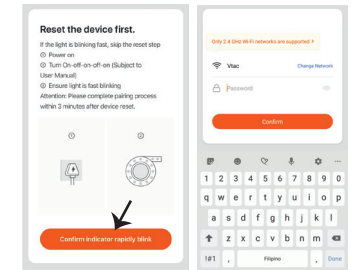 Reset the device first.
If the light is blinking fast, skip the reset step
① Power on
② Turn On-off-on-off-on (Subject to
User Manual)
③ Ensure light is fast blinking
Attention: Please complete pairing process
within 3 minutes after device reset.
① ②
Confirm indicator rapidly blink
Only 2.4 GHz Wi-Fi networks are supported >
Vtac Change Network
Password
Confirm
1 2 3 4 5 6 7 8 9 0
q w e r t y u i o p
a s d f g h j k l
z x c v b n m
!#1 , Filipino . Done